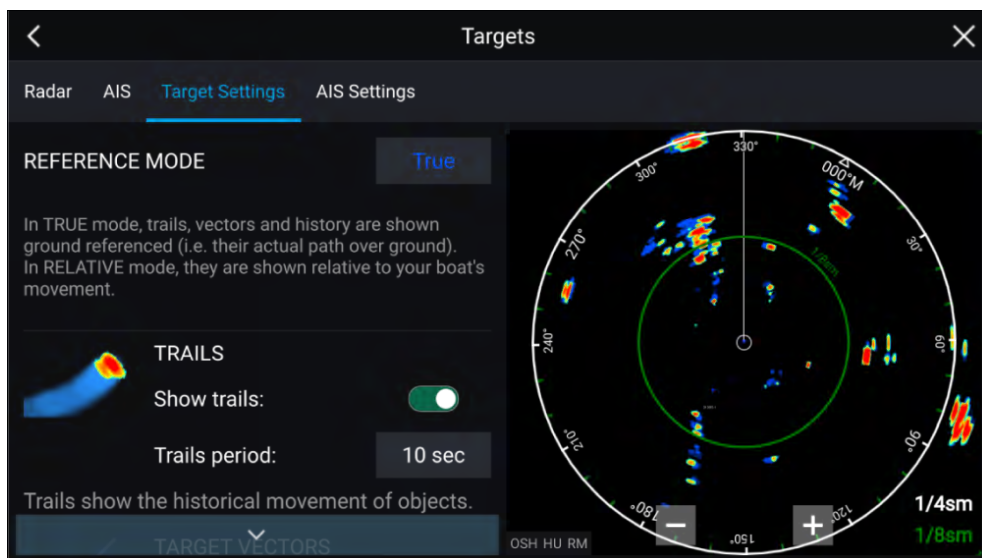 Targets
Radar AIS Target Settings AIS Settings
REFERENCE MODE True
In TRUE mode, trails, vectors and history are shown
ground referenced (i.e. their actual path over ground).
In RELATIVE mode, they are shown relative to your boat's
movement.
TRAILS
Show trails:
Trails period: 10 sec
Trails show the historical movement of objects.
TARGET VECTORS
330°
000°M
30°
60°
90°
120°
150°
180°
210°
240°
270°
300°
1/8sm
1/4sm
1/8sm
OSH HU RM